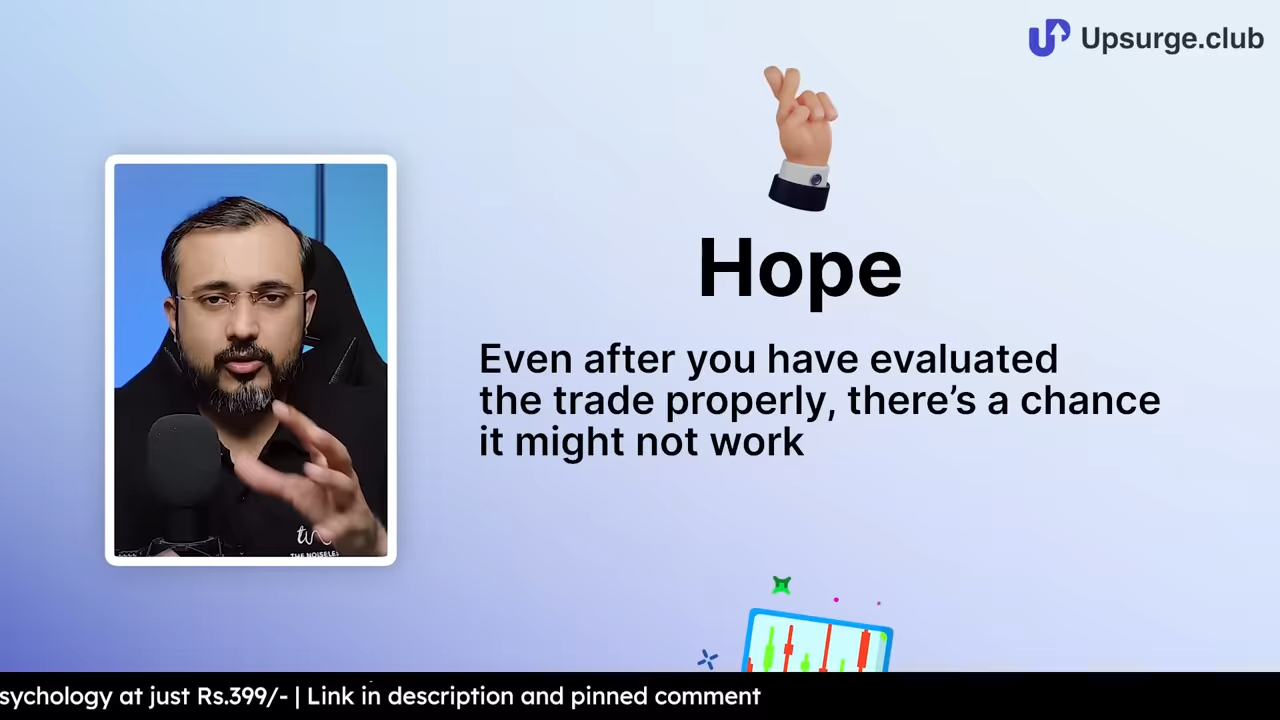 Upsurge.club
Hope
Even after you have evaluated
the trade properly, there’s a chance
it might not work
sychology at just Rs.399/- | Link in description and pinned comment